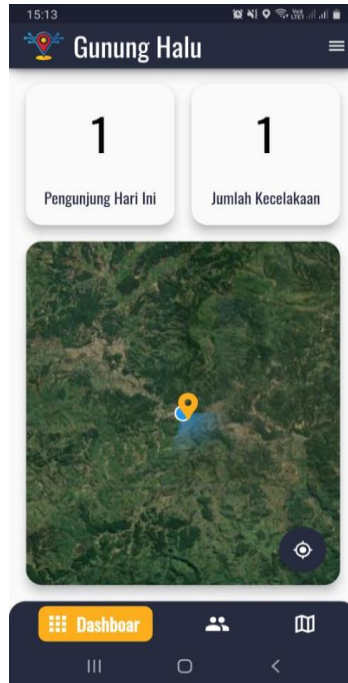 15:13
Gunung Halu
1
Pengunjung Hari Ini
1
Jumlah Kecelakaan
Dashboar